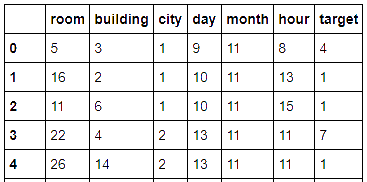 room building city day month hour target
0 5 3 1 9 11 8 4
1 16 2 1 10 11 13 1
2 11 6 1 10 11 15 1
3 22 4 2 13 11 11 7
4 26 14 2 13 11 11 1